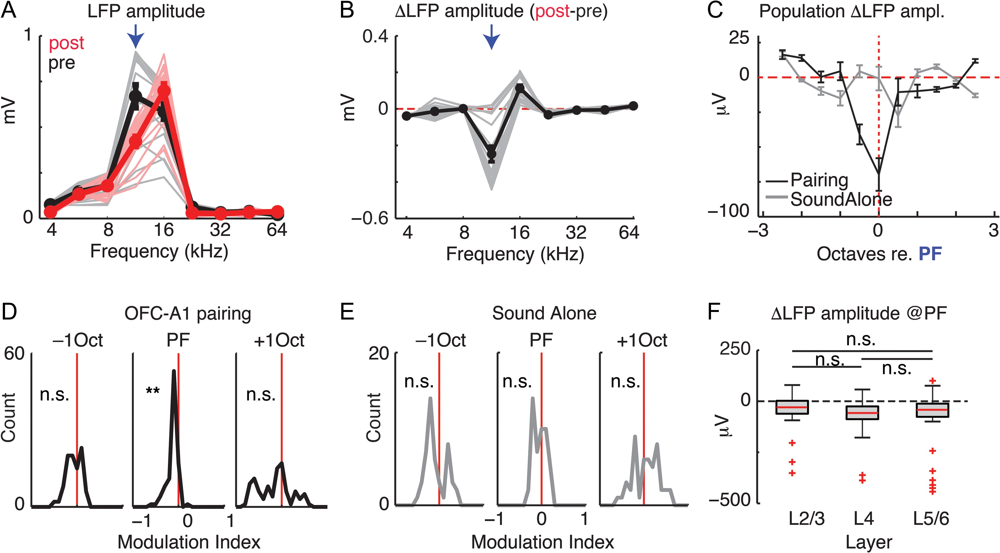 A
LFP amplitude
1
post
pre
mV
0
4 8 16 32 64
Frequency (kHz)
B
ΔLFP amplitude (post-pre)
0.4
mV
0
−0.6
4 8 16 32 64
Frequency (kHz)
C
Population ΔLFP ampl.
25
0
µV
Pairing
SoundAlone
−100
−3 0 3
Octaves re. PF
D
OFC-A1 pairing
−1Oct PF +1Oct
60
n.s. ** n.s.
Count
0
−1 0 1
Modulation Index
E
Sound Alone
−1Oct PF +1Oct
20
n.s. n.s. n.s.
Count
0
−1 0 1
Modulation Index
F
ΔLFP amplitude @PF
n.s.
250
n.s.
n.s.
0
µV
−500
L2/3 L4 L5/6
Layer